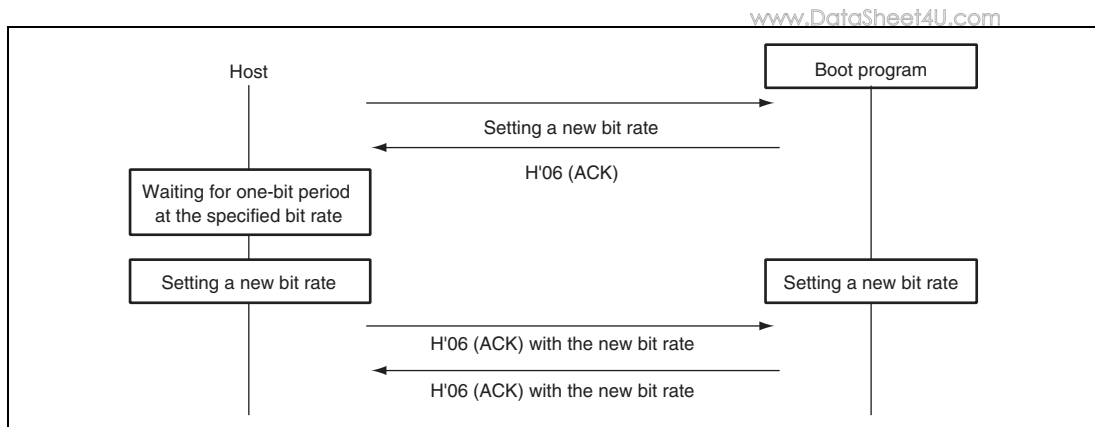 www.DataSheet4U.com
Host
Boot program
Setting a new bit rate
H'06 (ACK)
Waiting for one-bit period
at the specified bit rate
Setting a new bit rate
Setting a new bit rate
H'06 (ACK) with the new bit rate
H'06 (ACK) with the new bit rate